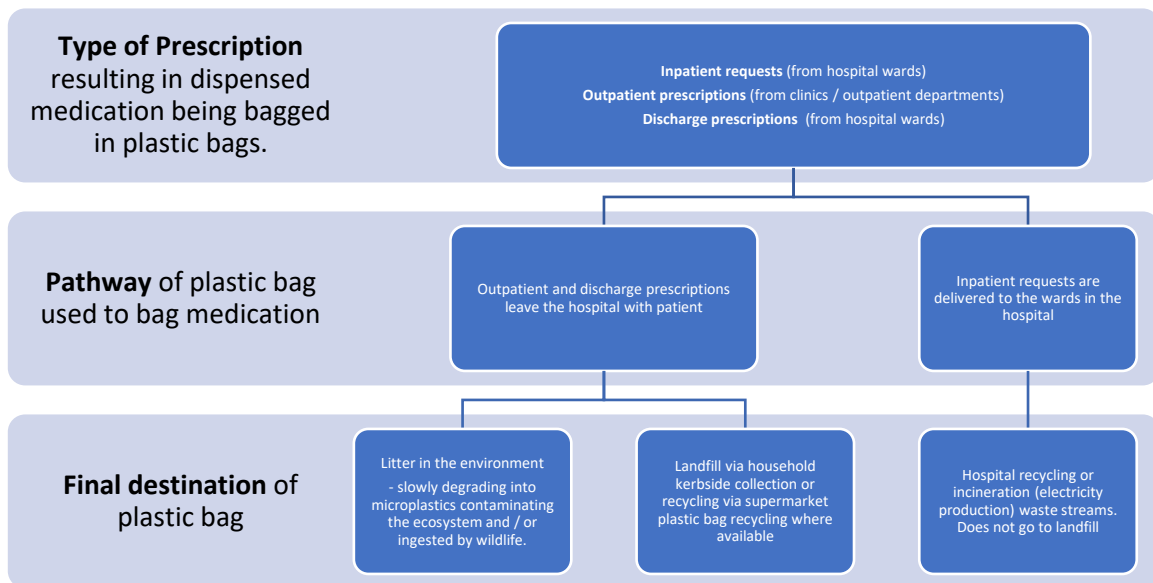 Type of Prescription
resulting in dispensed
medication being bagged
in plastic bags.
Inpatient requests (from hospital wards)
Outpatient prescriptions (from clinics / outpatient departments)
Discharge prescriptions (from hospital wards)
Pathway of plastic bag
used to bag medication
Outpatient and discharge prescriptions
leave the hospital with patient
Inpatient requests are
delivered to the wards in the
hospital
Final destination of
plastic bag
Litter in the environment
- slowly degrading into
microplastics contaminating
the ecosystem and / or
ingested by wildlife.
Landfill via household
kerbside collection or
recycling via supermarket
plastic bag recycling where
available
Hospital recycling or
incineration (electricity
production) waste streams.
Does not go to landfill